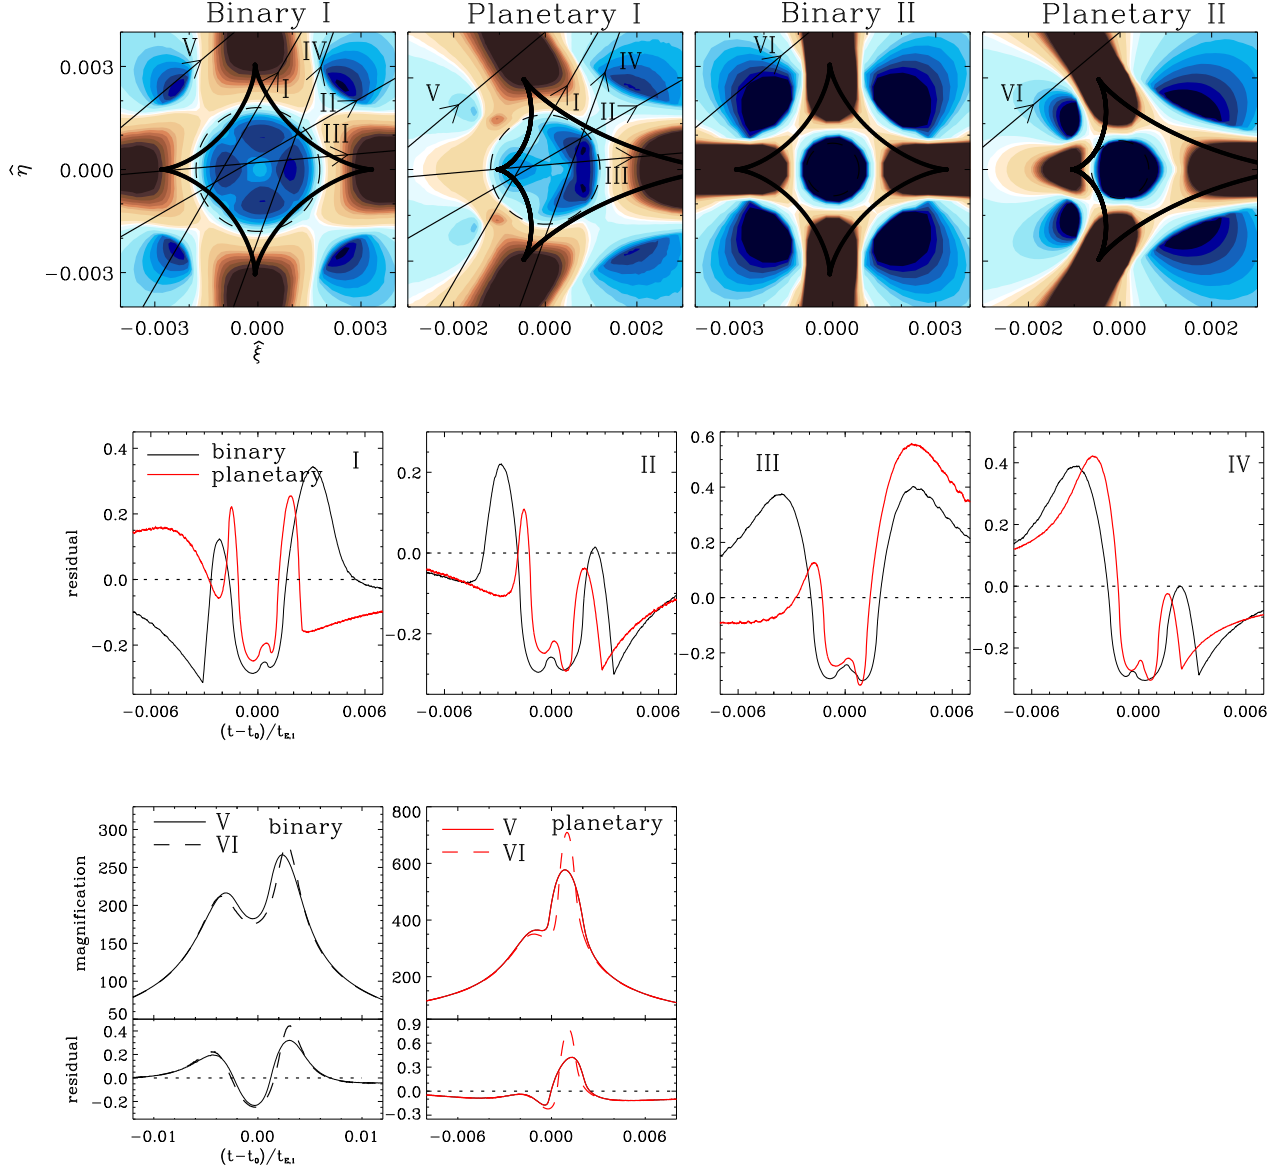 Binary I
Planetary I
Binary II
Planetary II
V IV I II III
V IV I II III
VI
VI
0.003
0.000
−0.003
η̂
−0.003 0.000 0.003
−0.002 0.000 0.002
−0.003 0.000 0.003
−0.002 0.000 0.002
ξ̂
binary
planetary
I
0.4
0.2
0.0
−0.2
residual
−0.006 0.000 0.006
(t−t₀)/t_E,1
II
0.2
0.0
−0.2
−0.006 0.000 0.006
III
0.6
0.4
0.2
0.0
−0.2
−0.006 0.000 0.006
IV
0.4
0.2
0.0
−0.2
−0.006 0.000 0.006
V
VI
binary
300
250
200
150
100
50
magnification
0.4
0.2
0.0
−0.2
residual
−0.01 0.00 0.01
(t−t₀)/t_E,1
V
VI
planetary
800
600
400
200
0.9
0.6
0.3
0.0
−0.3
−0.006 0.000 0.006